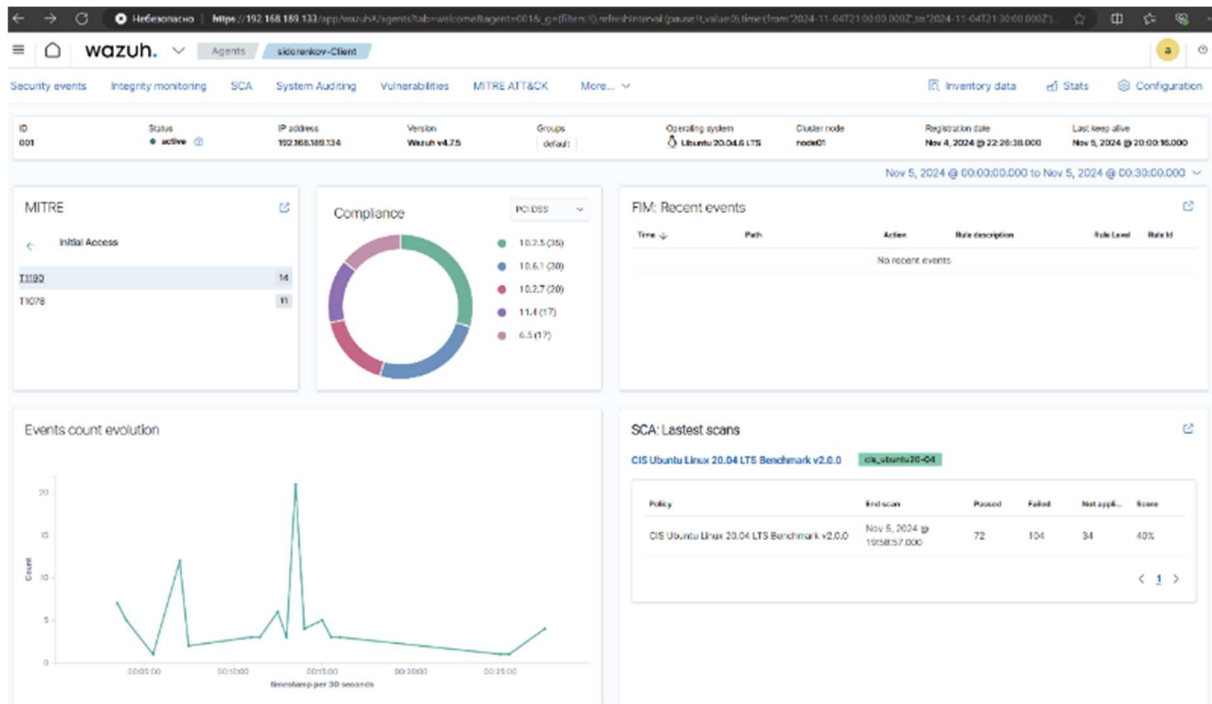 Небезопасно https://192.168.189.133/app/wazuh#/agents?tab=welcome&agent=001&_g=(filters:!(),refreshInterval:(pause:!t,value:0),time:(from:'2024-11-04T21:00:00.000Z',to:'2024-11-04T21:30:00.000Z')...
wazuh. Agents sidorenkov-Client a
Security events Integrity monitoring SCA System Auditing Vulnerabilities MITRE ATT&CK More... Inventory data Stats Configuration
ID Status IP address Version Groups Operating system Cluster node Registration date Last keep alive
001 active 192.168.189.134 Wazuh v4.7.5 default Ubuntu 20.04.6 LTS node01 Nov 4, 2024 @ 22:26:38.000 Nov 5, 2024 @ 20:00:16.000
Nov 5, 2024 @ 00:00:00.000 to Nov 5, 2024 @ 00:30:00.000
MITRE
Initial Access
T1190 14
T1078 11
Compliance PCI DSS
10.2.5 (35)
10.6.1 (30)
10.2.7 (20)
11.4 (17)
6.5 (17)
FIM: Recent events
Time Path Action Rule description Rule Level Rule Id
No recent events
Events count evolution
20
15
10
5
0
Count
00:05:00 00:10:00 00:15:00 00:20:00 00:25:00
timestamp per 30 seconds
SCA: Lastest scans
CIS Ubuntu Linux 20.04 LTS Benchmark v2.0.0 cis_ubuntu20-04
Policy End scan Passed Failed Not appli... Score
CIS Ubuntu Linux 20.04 LTS Benchmark v2.0.0 Nov 5, 2024 @ 19:58:57.000 72 104 34 40%
1